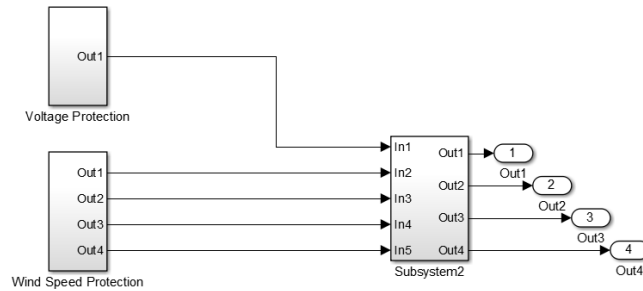 Out1
Voltage Protection
Out1
Out2
Out3
Out4
Wind Speed Protection
In1
In2
In3
In4
In5
Out1
Out2
Out3
Out4
Subsystem2
1
Out1
2
Out2
3
Out3
4
Out4